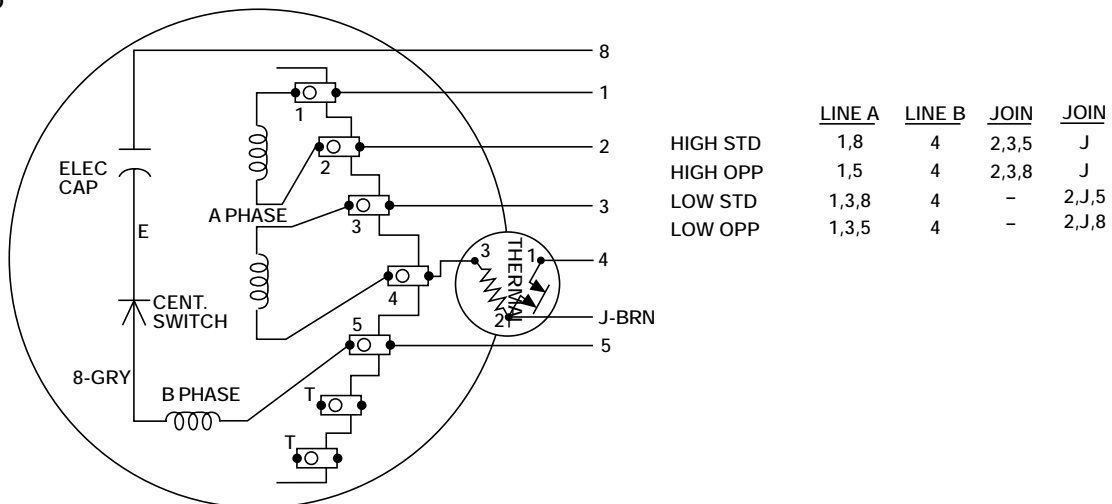 8
1
1
2
2
ELEC
CAP
A PHASE
3
3
E
3
1
4
THERMAL
4
CENT.
SWITCH
2
J-BRN
5
5
8-GRY
B PHASE
T
T
LINE A LINE B JOIN JOIN
HIGH STD 1,8 4 2,3,5 J
HIGH OPP 1,5 4 2,3,8 J
LOW STD 1,3,8 4 – 2,J,5
LOW OPP 1,3,5 4 – 2,J,8